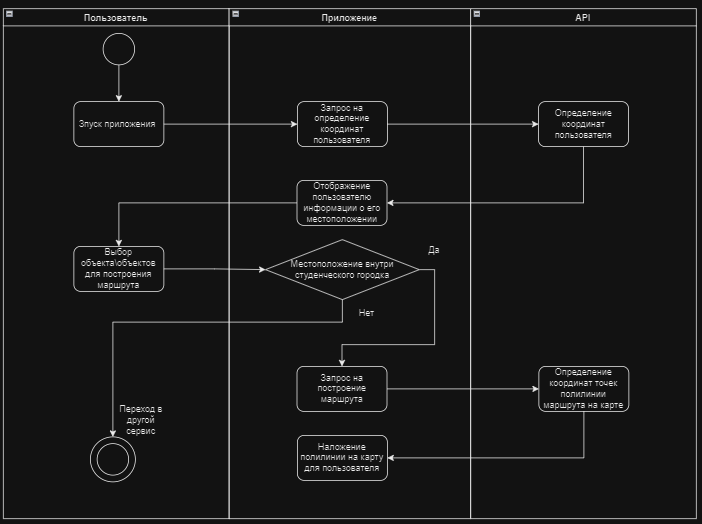 Пользователь
Приложение
API
Зпуск приложения
Запрос на
определение
координат
пользователя
Определение
координат
пользователя
Отображение
пользователю
информации о его
местоположении
Выбор
объекта\объектов
для построения
маршрута
Местоположение внутри
студенческого городка
Да
Нет
Запрос на
построение
маршрута
Определение
координат точек
полилинии
маршрута на карте
Переход в
другой
сервис
Наложение
полилинии на карту
для пользователя